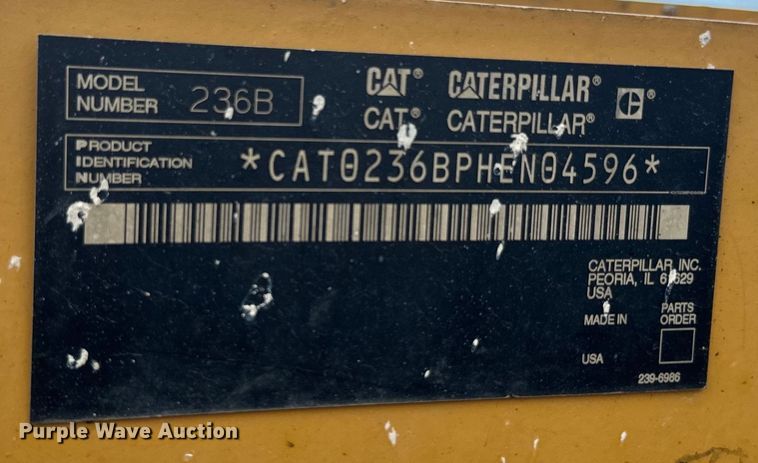 MODEL NUMBER 236B
CAT® CATERPILLAR®
CAT® CATERPILLAR®
PRODUCT
IDENTIFICATION
NUMBER
*CAT0236BPHEN04596*
CATERPILLAR, INC.
PEORIA, IL 61629
USA
MADE IN
USA
PARTS
ORDER
239-6986
Purple Wave Auction